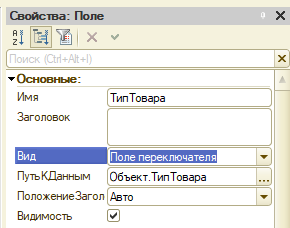 Свойства: Поле
Поиск (Ctrl+Alt+I)
Основные:
Имя ТипТовара
Заголовок
Вид Поле переключателя
ПутьКДанным Объект.ТипТовара ...
ПоложениеЗагол Авто
Видимость